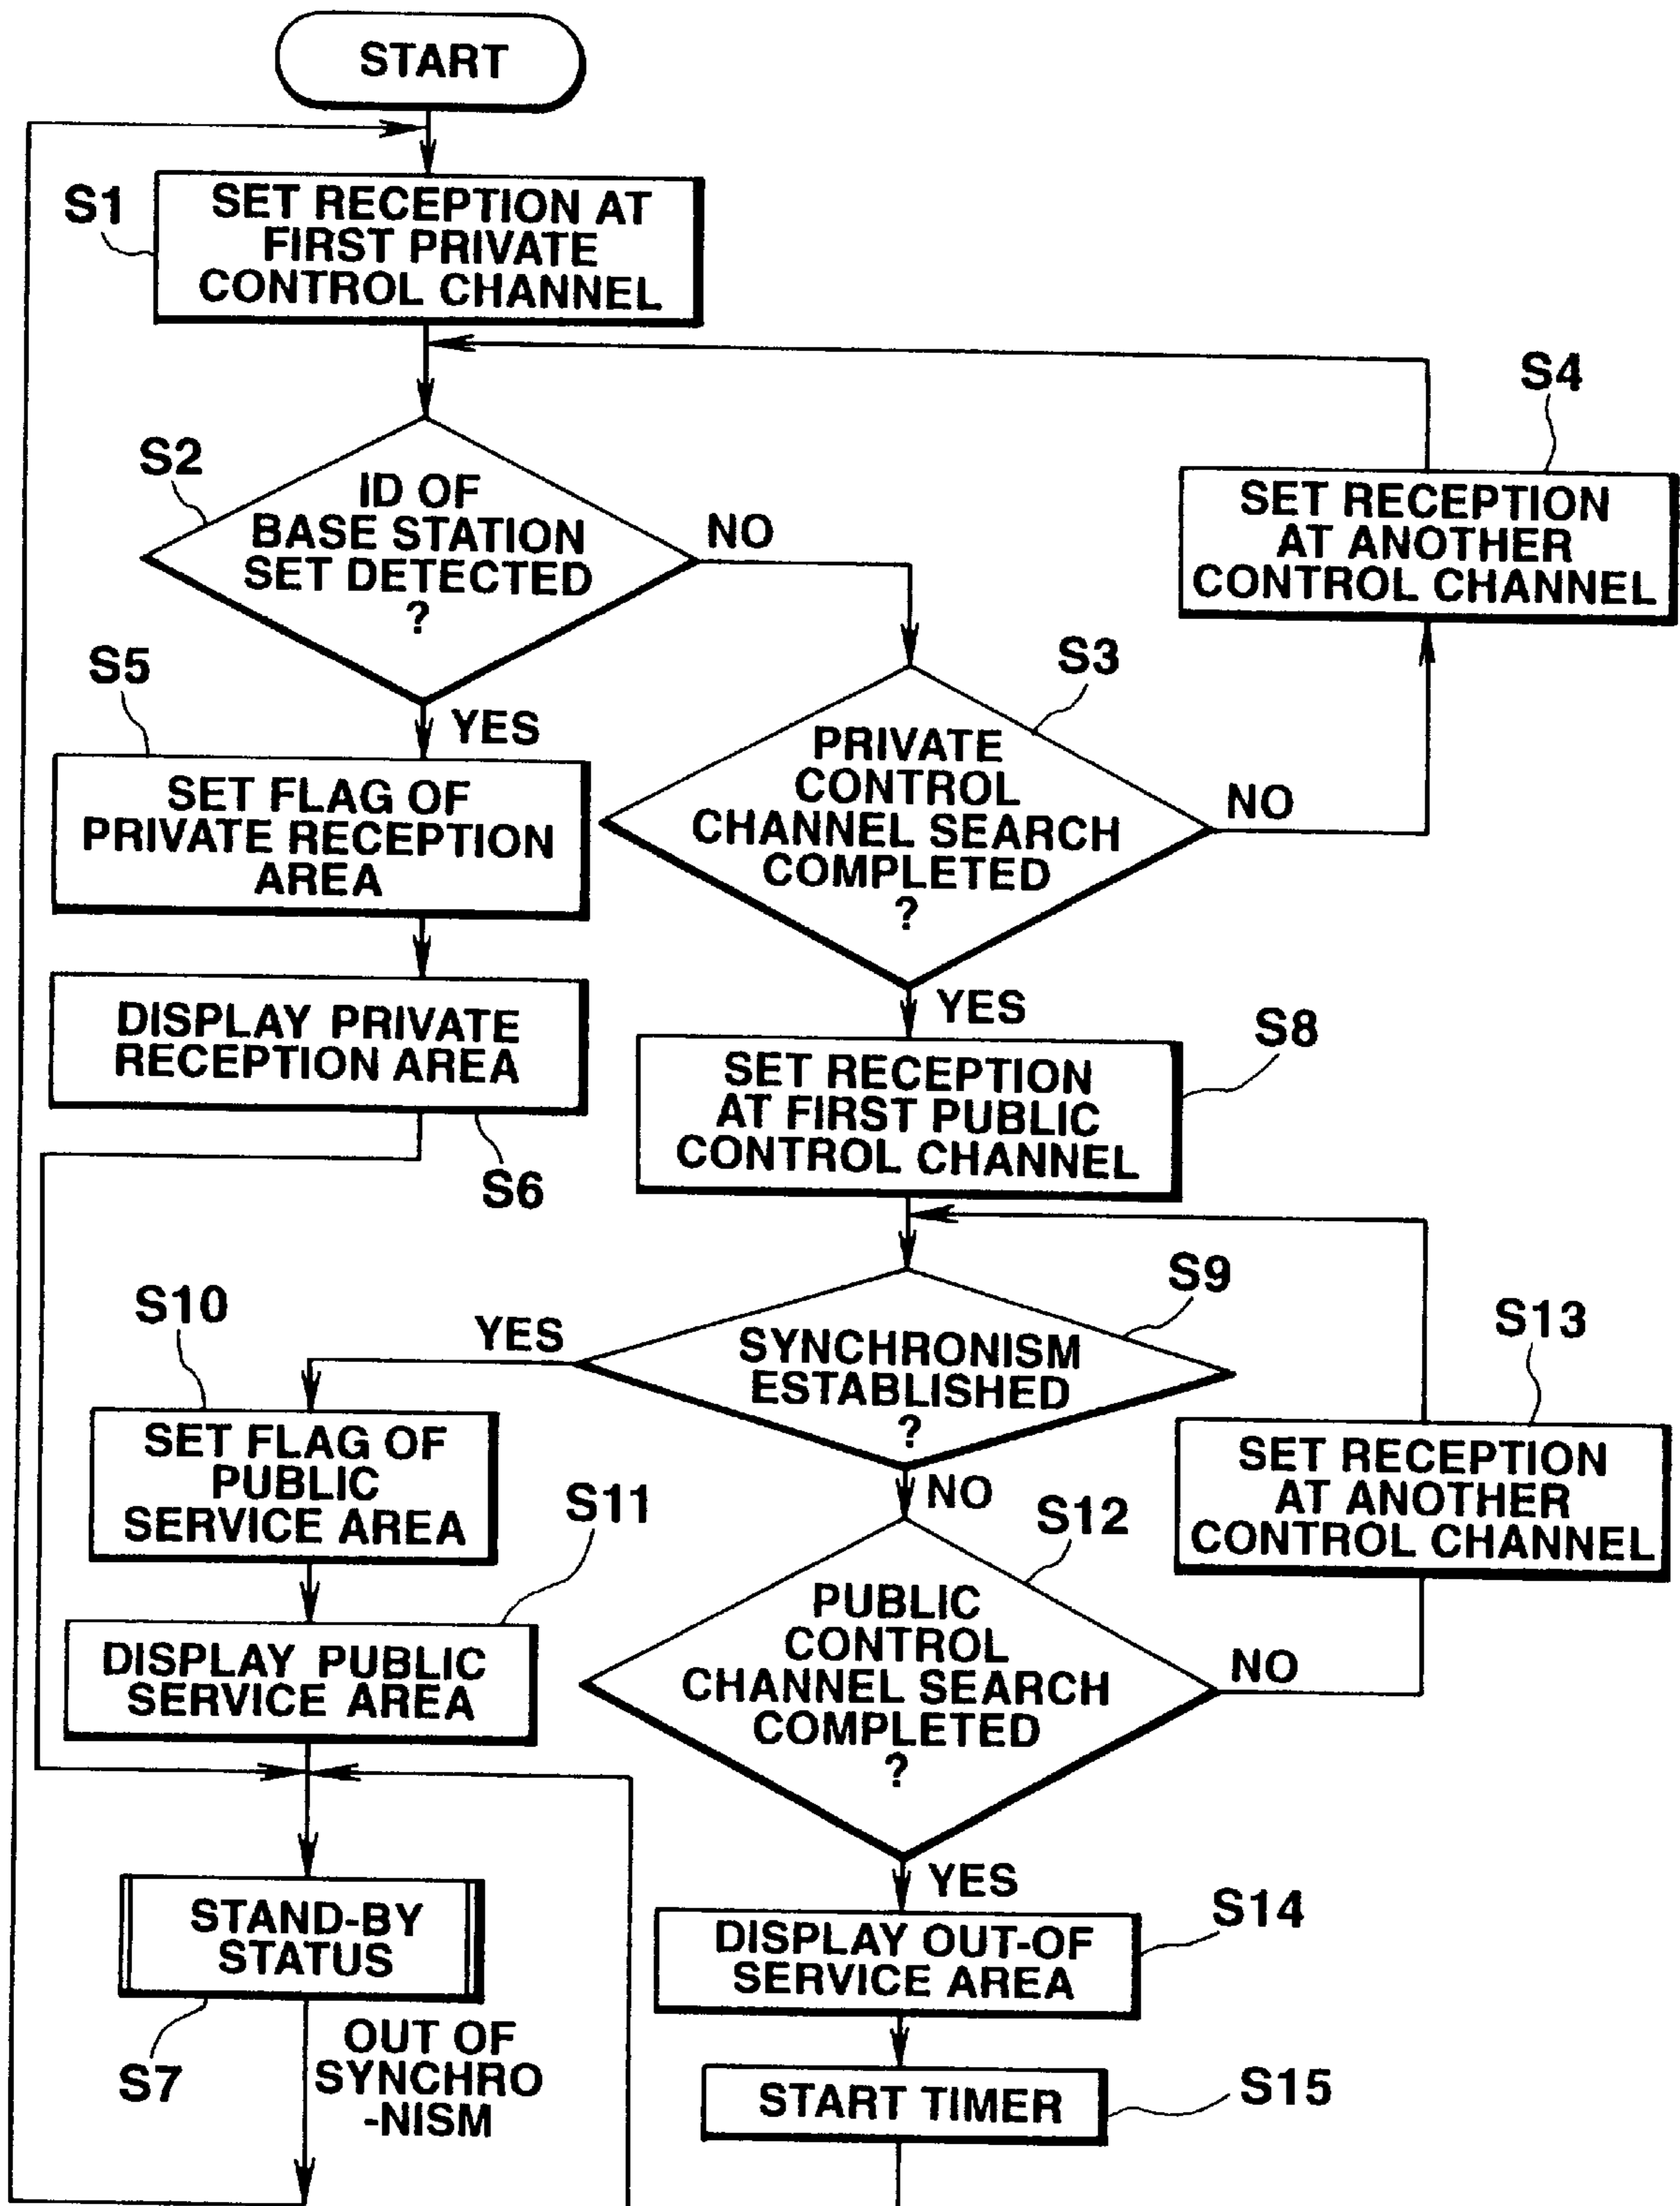 START
S1
SET RECEPTION AT
FIRST PRIVATE
CONTROL CHANNEL
S4
SET RECEPTION
AT ANOTHER
CONTROL CHANNEL
S2
ID OF
BASE STATION
SET DETECTED
?
NO
YES
S3
PRIVATE
CONTROL
CHANNEL SEARCH
COMPLETED
?
NO
YES
S5
SET FLAG OF
PRIVATE RECEPTION
AREA
DISPLAY PRIVATE
RECEPTION AREA
S6
S8
SET RECEPTION
AT FIRST PUBLIC
CONTROL CHANNEL
S9
SYNCHRONISM
ESTABLISHED
?
YES
NO
S10
SET FLAG OF
PUBLIC
SERVICE AREA
S11
DISPLAY PUBLIC
SERVICE AREA
S13
SET RECEPTION
AT ANOTHER
CONTROL CHANNEL
S12
PUBLIC
CONTROL
CHANNEL SEARCH
COMPLETED
?
NO
YES
STAND-BY
STATUS
S7
OUT OF
SYNCHRO
-NISM
S14
DISPLAY OUT-OF
SERVICE AREA
START TIMER
S15